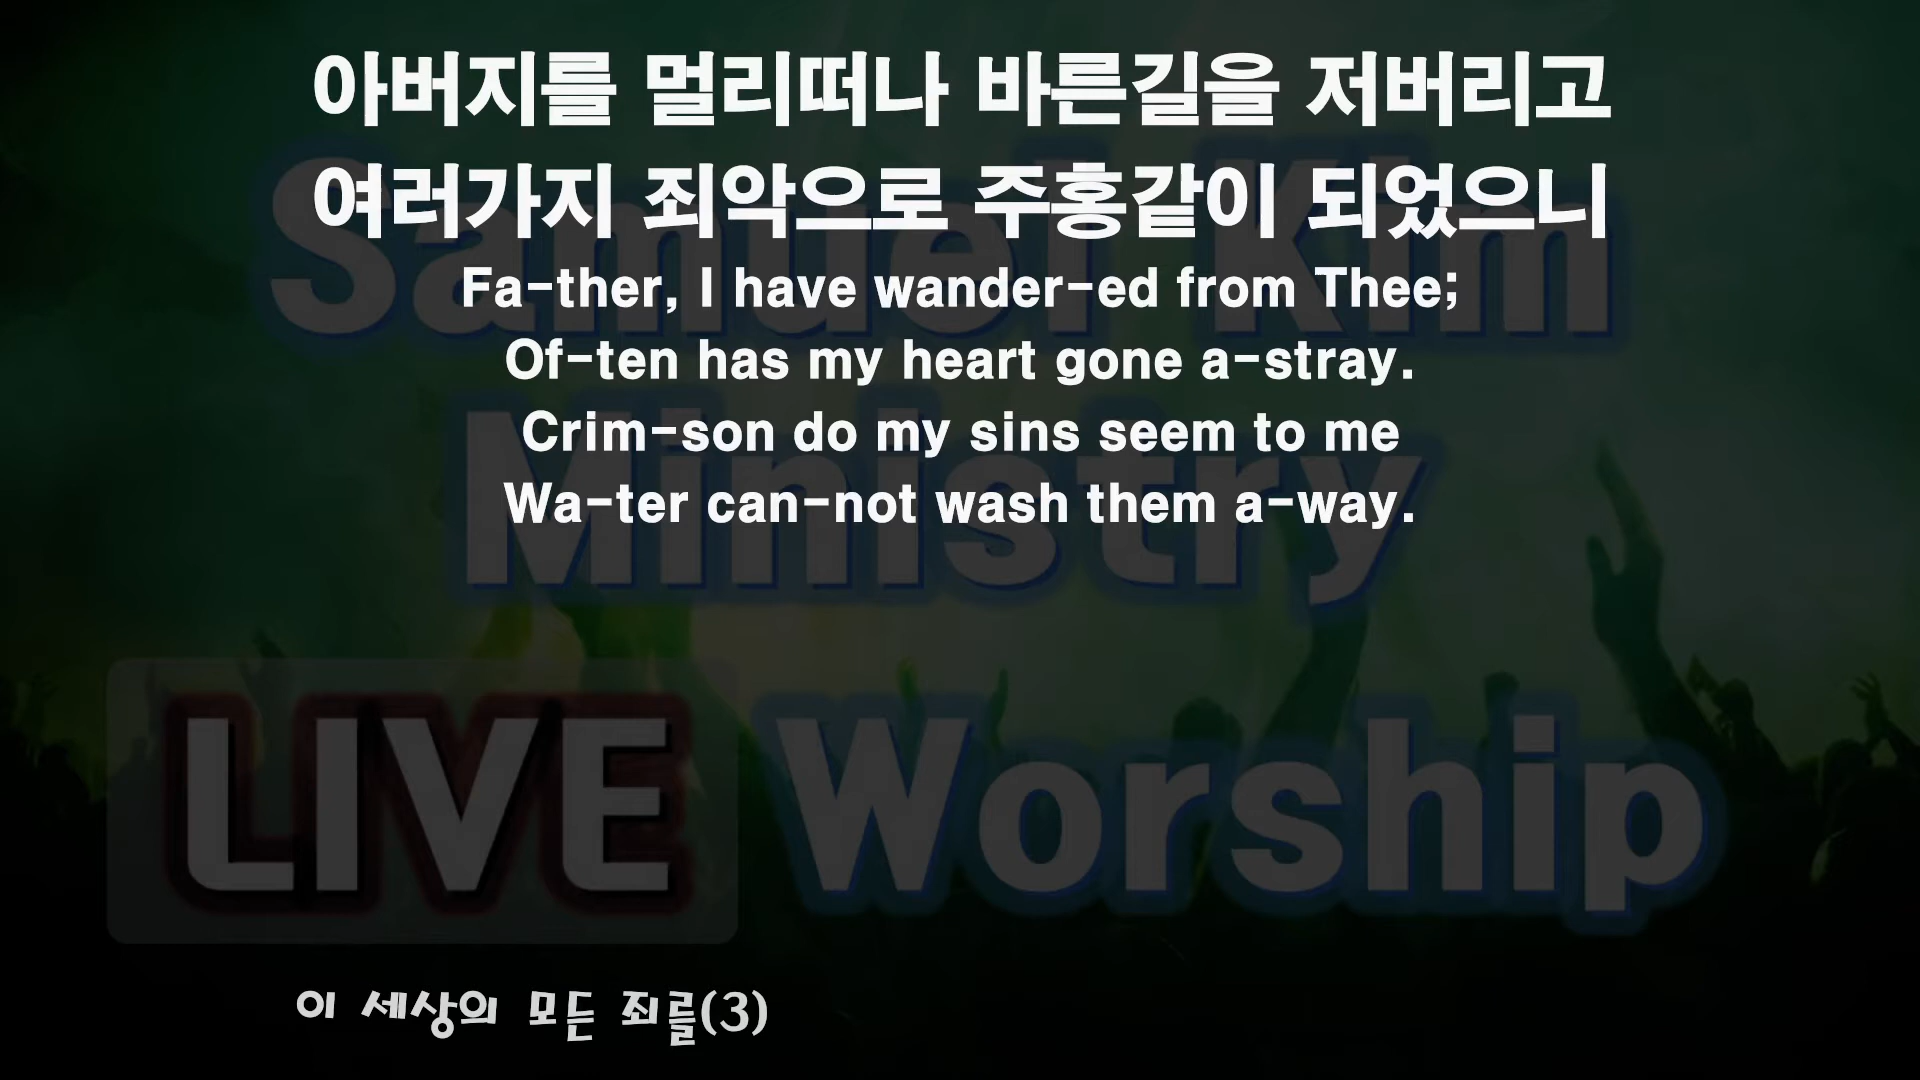 아버지를 멀리떠나 바른길을 저버리고
여러가지 죄악으로 주홍같이 되었으니
Fa-ther, I have wander-ed from Thee;
Of-ten has my heart gone a-stray.
Crim-son do my sins seem to me
Wa-ter can-not wash them a-way.
Samuel Kim
Ministry
LIVE Worship
이 세상의 모든 죄를(3)